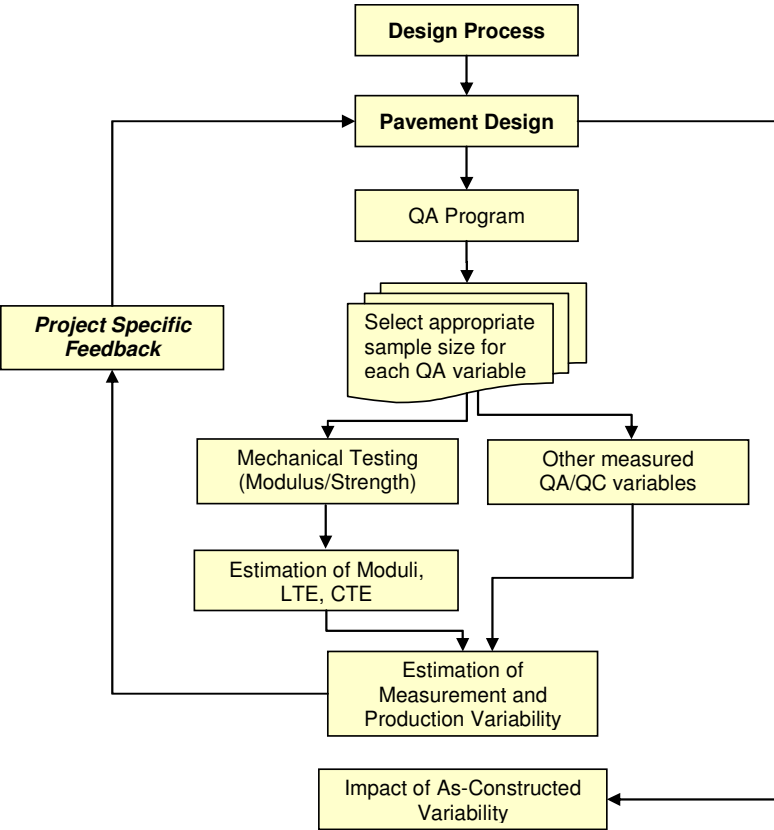 Design Process
Pavement Design
QA Program
Select appropriate
sample size for
each QA variable
Project Specific
Feedback
Mechanical Testing
(Modulus/Strength)
Other measured
QA/QC variables
Estimation of Moduli,
LTE, CTE
Estimation of
Measurement and
Production Variability
Impact of As-Constructed
Variability